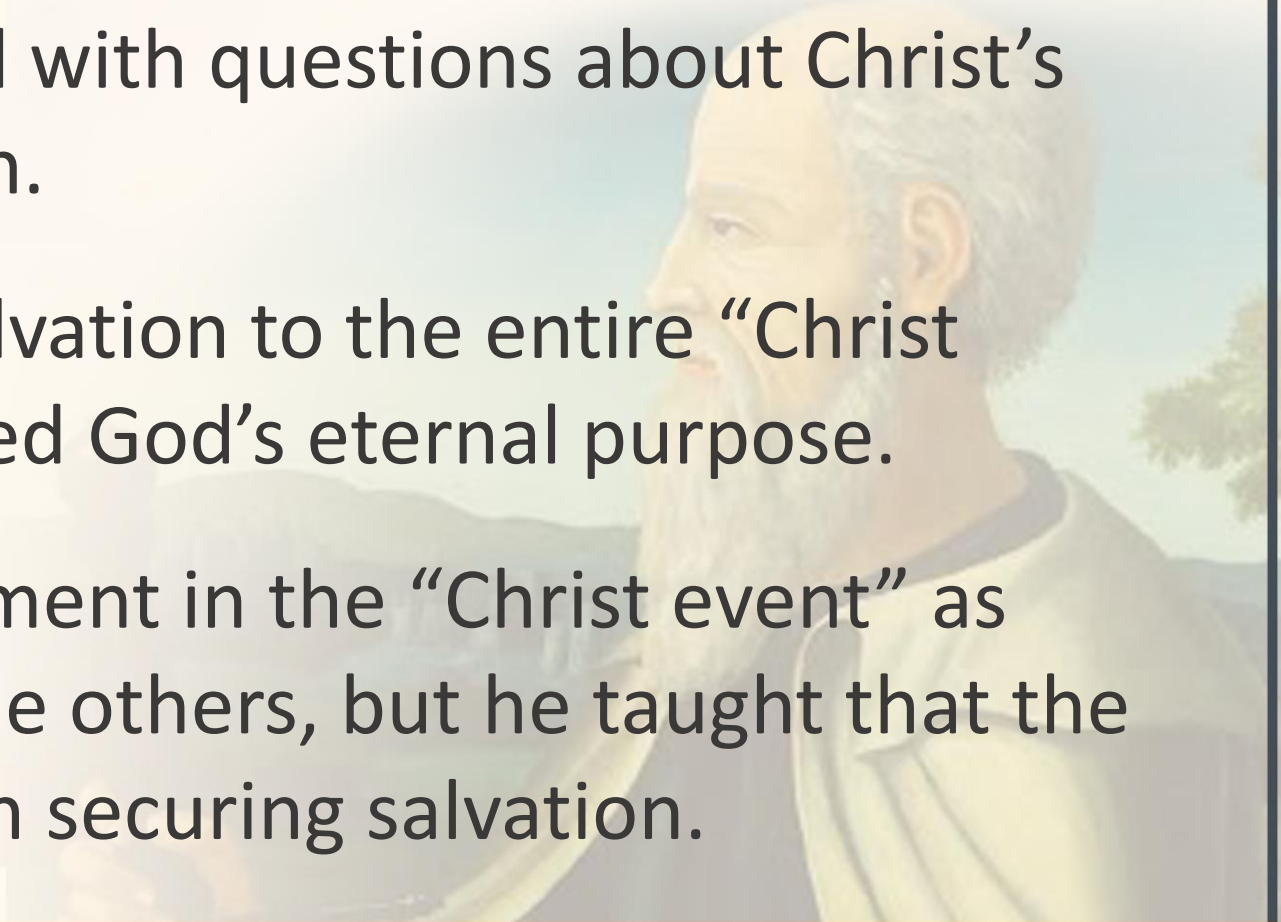 with questions about Christ’s
n.
lvation to the entire “Christ
ed God’s eternal purpose.
ment in the “Christ event” as
e others, but he taught that the
n securing salvation.